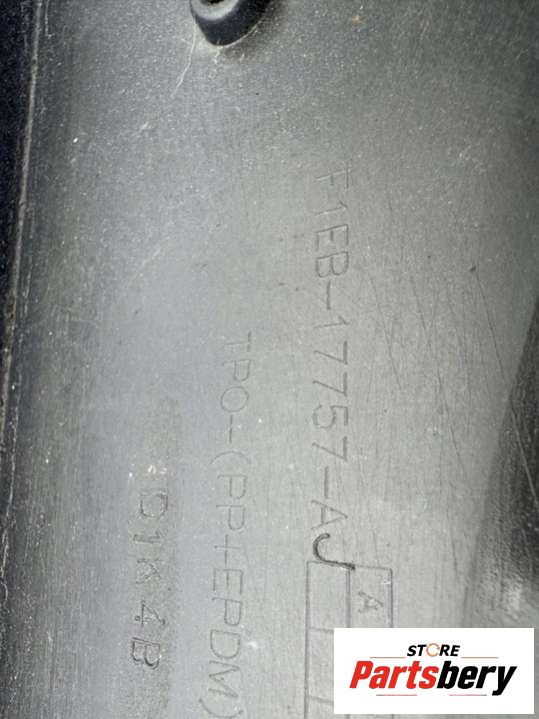 F1EB-17757-AJ
A
TPO-(PP+EPDM)
D1K4B
STORE
Partsbery